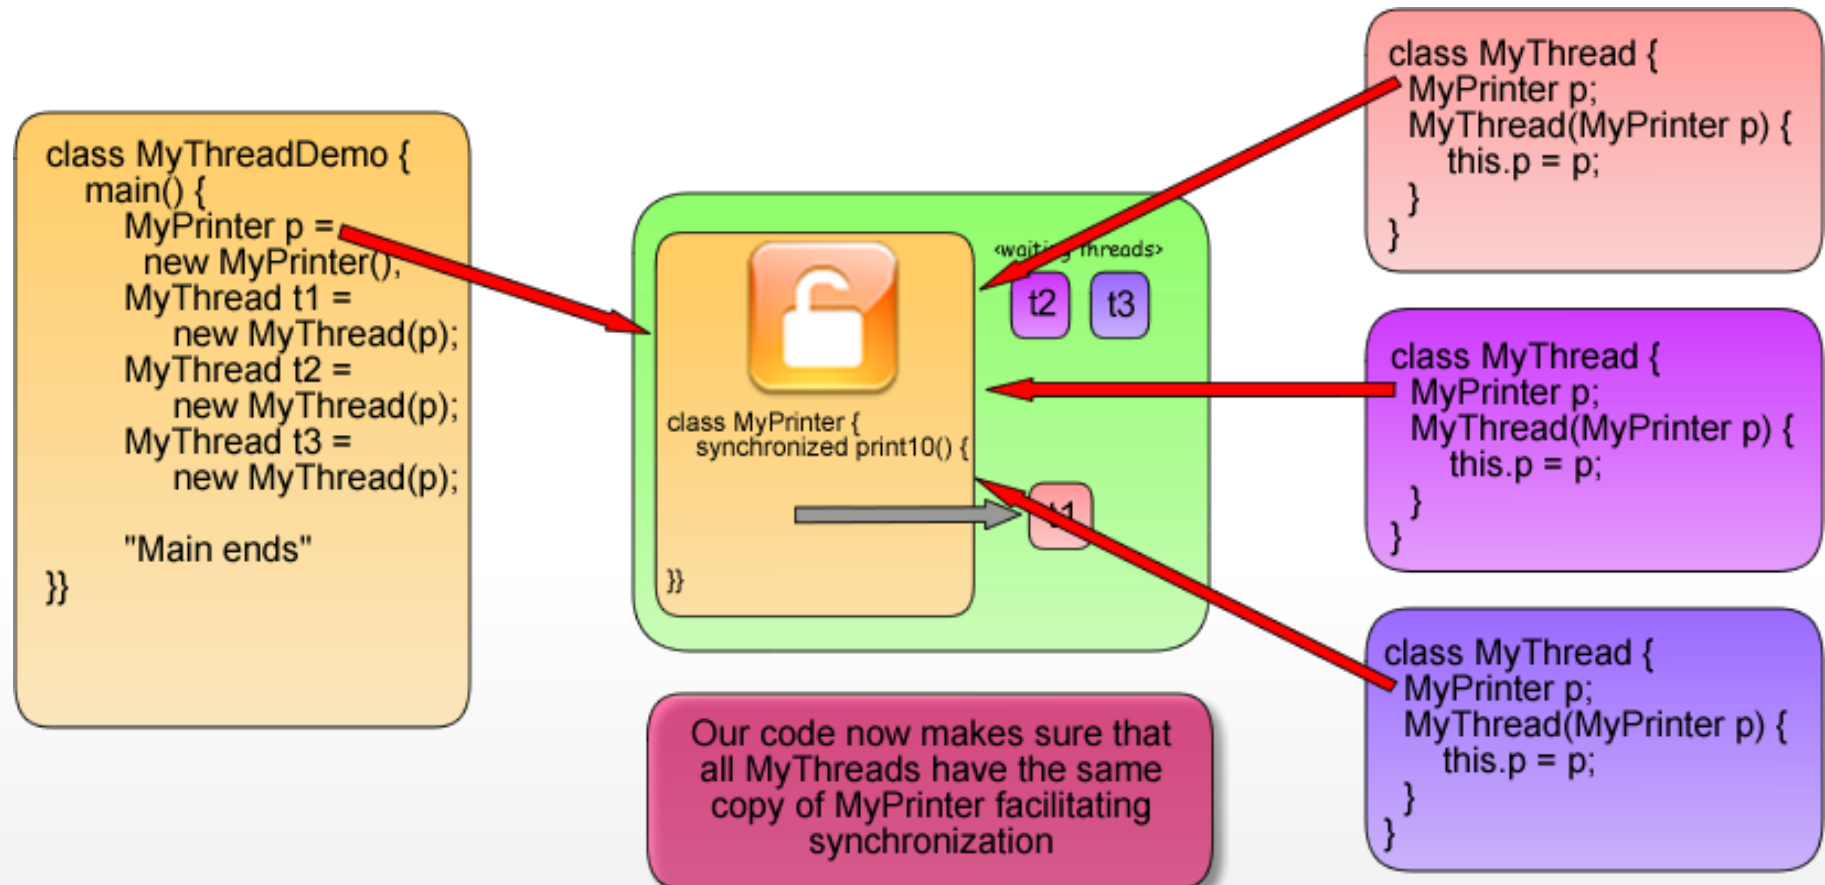 class MyThreadDemo {
main() {
MyPrinter p =
new MyPrinter(),
MyThread t1 =
new MyThread(p);
MyThread t2 =
new MyThread(p);
MyThread t3 =
new MyThread(p);
"Main ends"
}}
<waiting threads>
t2 t3
class MyPrinter {
synchronized print10() {
t1
}}
Our code now makes sure that
all MyThreads have the same
copy of MyPrinter facilitating
synchronization
class MyThread {
MyPrinter p;
MyThread(MyPrinter p) {
this.p = p;
}
}
class MyThread {
MyPrinter p;
MyThread(MyPrinter p) {
this.p = p;
}
}
class MyThread {
MyPrinter p;
MyThread(MyPrinter p) {
this.p = p;
}
}